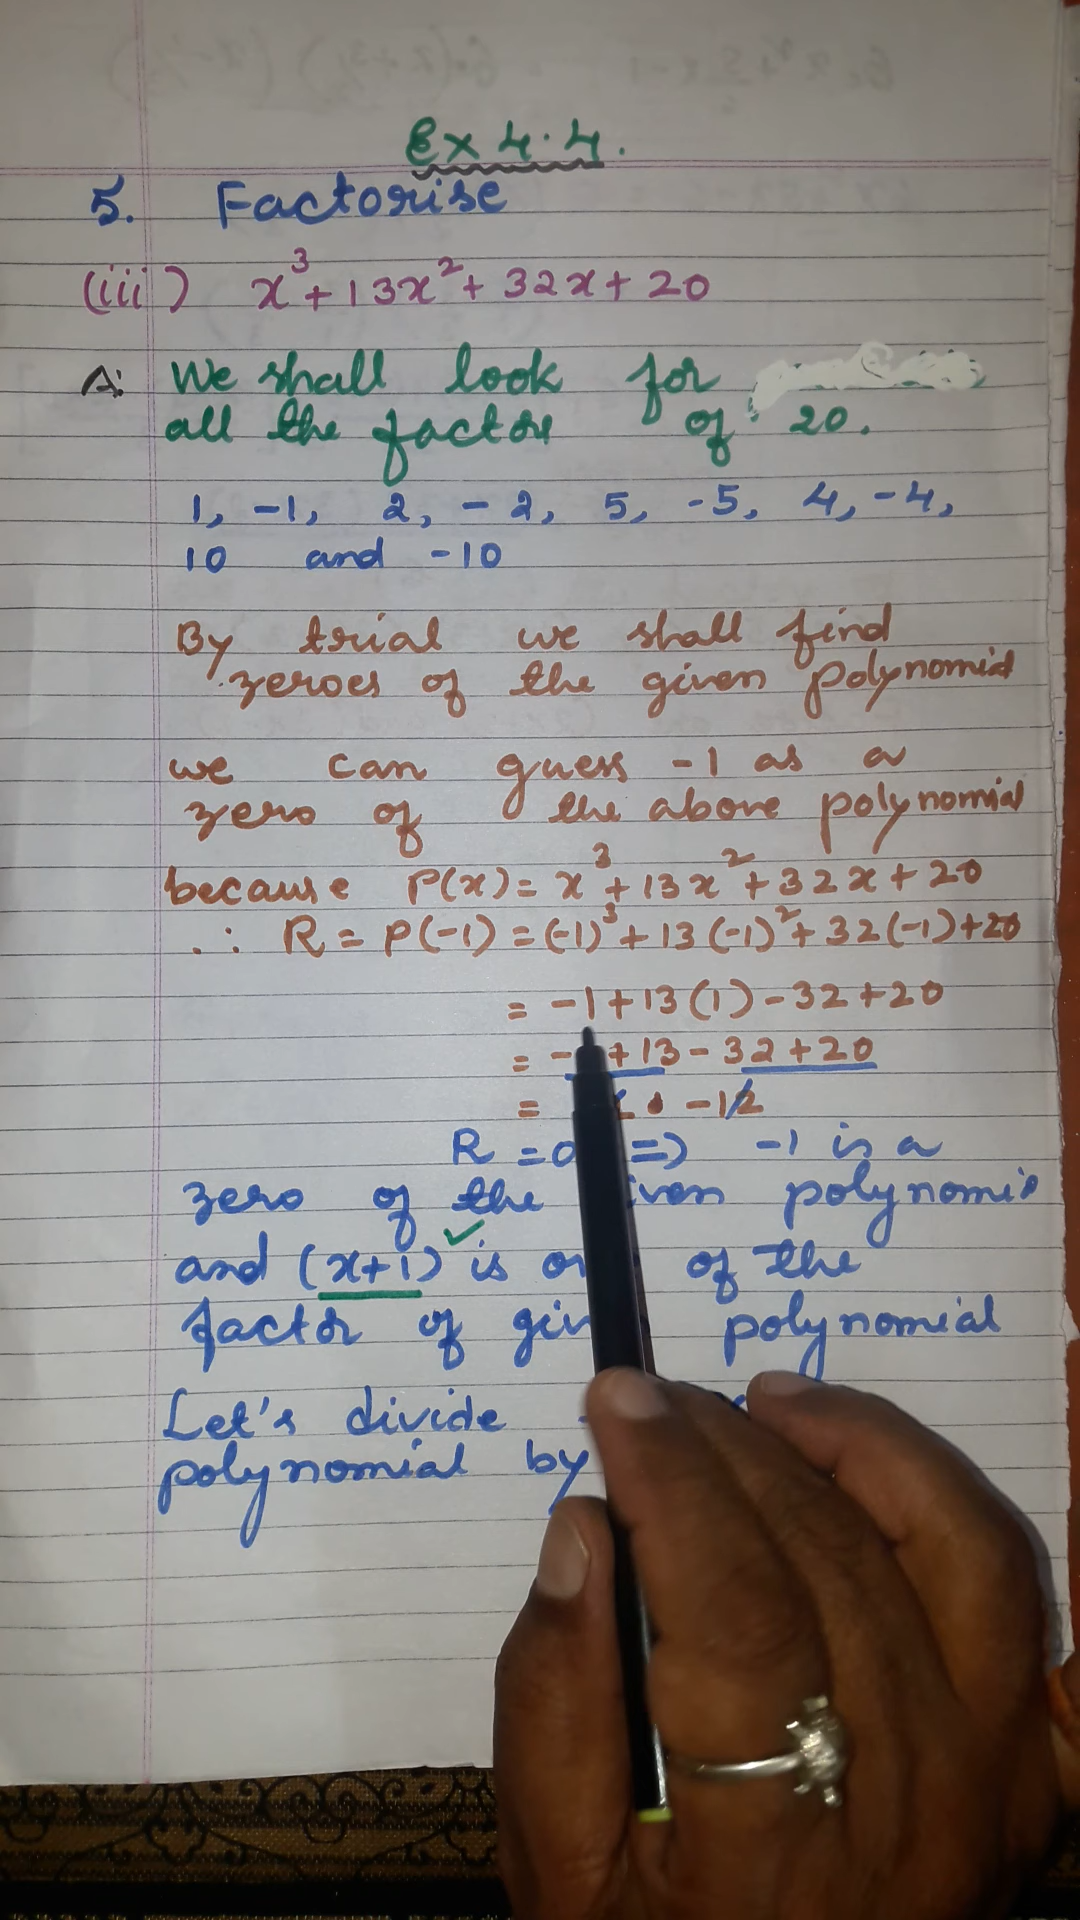 Ex 4.4.
5. Factorise
(iii) x³+13x²+32x+20
A: We shall look for
all the factors of 20.
1, -1, 2, -2, 5, -5, 4, -4,
10 and -10
By trial we shall find
zeroes of the given polynomial
we can guess -1 as a
zero of the above polynomial
because P(x) = x³+13x²+32x+20
∴ R = P(-1) = (-1)³+13(-1)²+32(-1)+20
= -1+13(1)-32+20
= - +13-32+20
= -12
R = 0 => -1 is a
zero of the polynomial
and (x+1) ✓ is of the
factor of polynomial
Let's divide
polynomial by